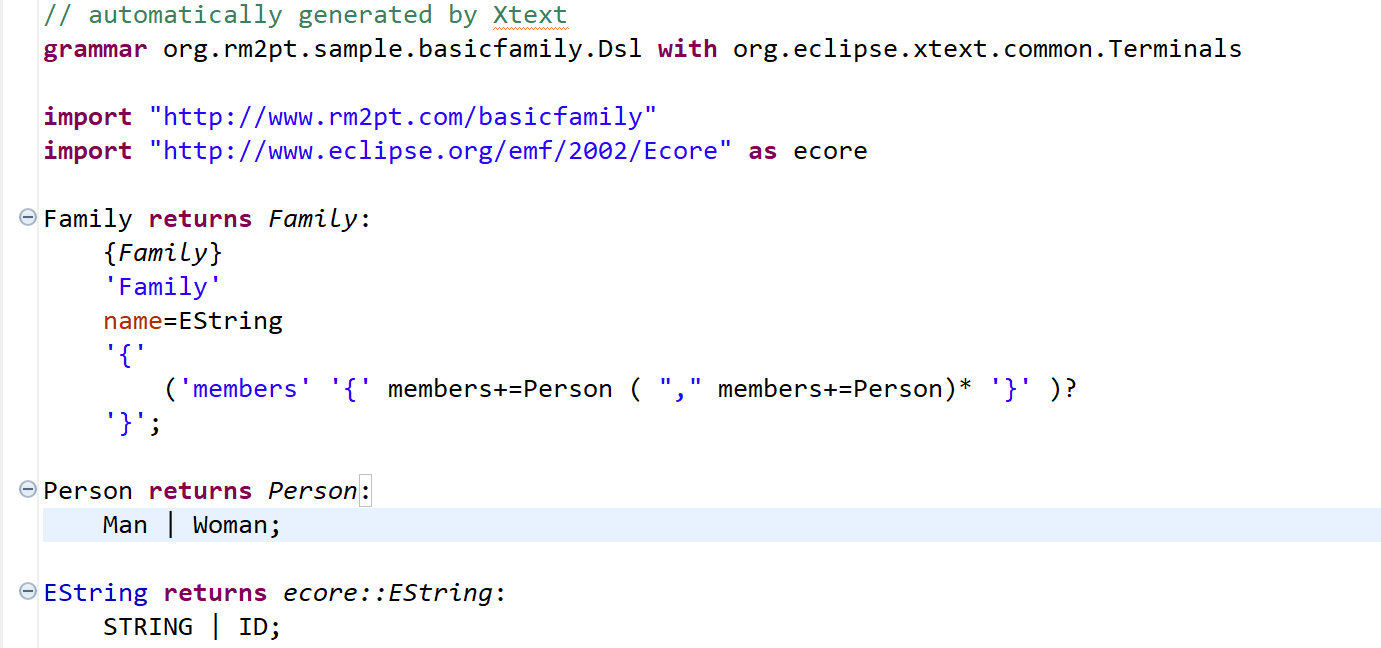 // automatically generated by Xtext
grammar org.rm2pt.sample.basicfamily.Dsl with org.eclipse.xtext.common.Terminals
import "http://www.rm2pt.com/basicfamily"
import "http://www.eclipse.org/emf/2002/Ecore" as ecore
Family returns Family:
{Family}
'Family'
name=EString
'{'
('members' '{' members+=Person ( "," members+=Person)* '}' )?
'}';
Person returns Person:
Man | Woman;
EString returns ecore::EString:
STRING | ID;